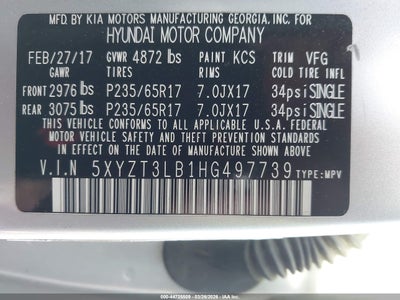 MFD. BY KIA MOTORS MANUFACTURING GEORGIA, INC. FOR
HYUNDAI MOTOR COMPANY
FEB/27/17 GVWR 4872 lbs PAINT KCS TRIM VFG
GAWR TIRES RIMS COLD TIRE INFL
FRONT 2976 lbs P235/65R17 7.0JX17 34psi SINGLE
REAR 3075 lbs P235/65R17 7.0JX17 34psi SINGLE
THIS VEHICLE CONFORMS TO ALL APPLICABLE U.S.A. FEDERAL
MOTOR VEHICLE SAFETY, BUMPER, AND THEFT PREVENTION
STANDARDS IN EFFECT ON THE DATE OF MANUFACTURE
SHOWN ABOVE.
V.I.N 5XYZT3LB1HG497739 TYPE: MPV